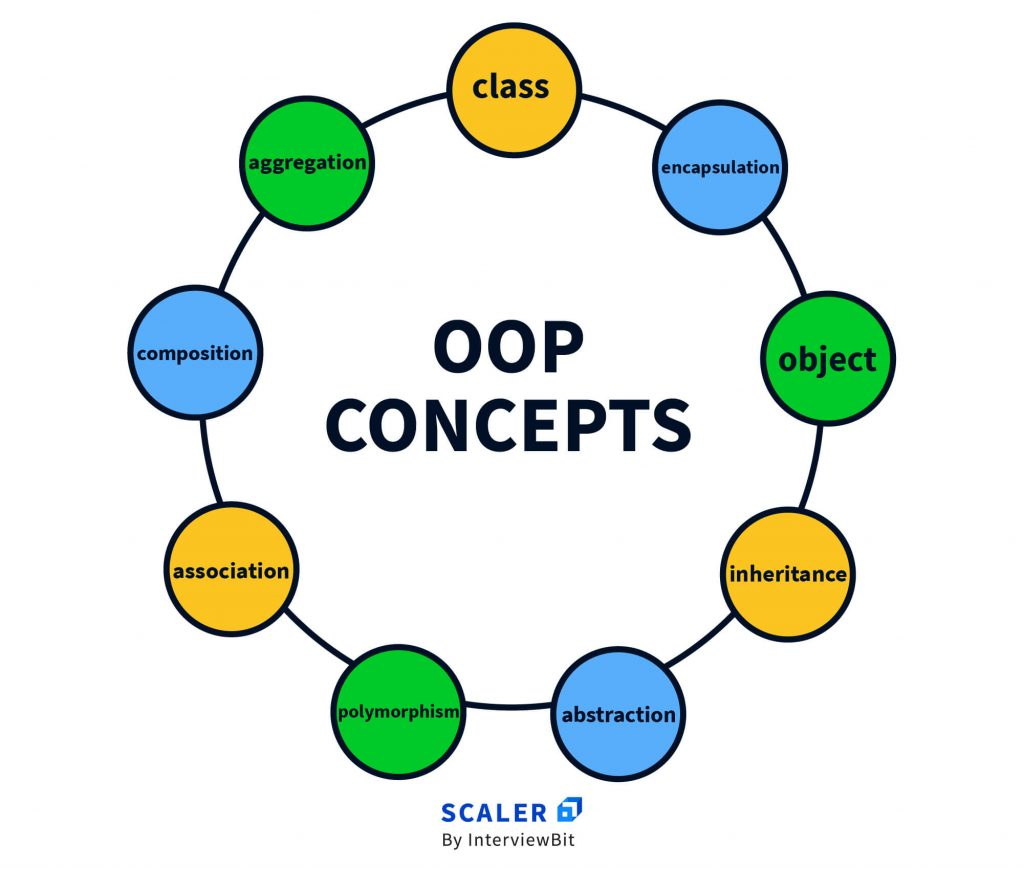 class
encapsulation
object
inheritance
abstraction
polymorphism
association
composition
aggregation
OOP
CONCEPTS
SCALER
By InterviewBit